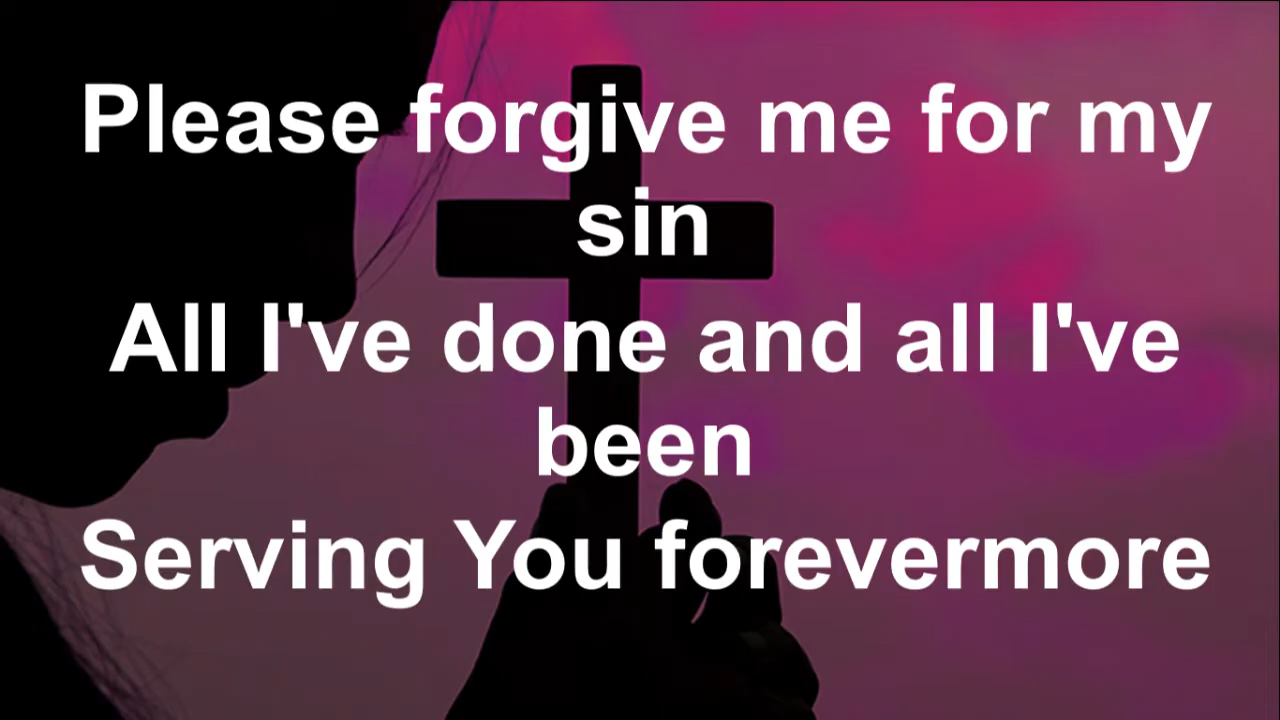 Please forgive me for my
sin
All I've done and all I've
been
Serving You forevermore